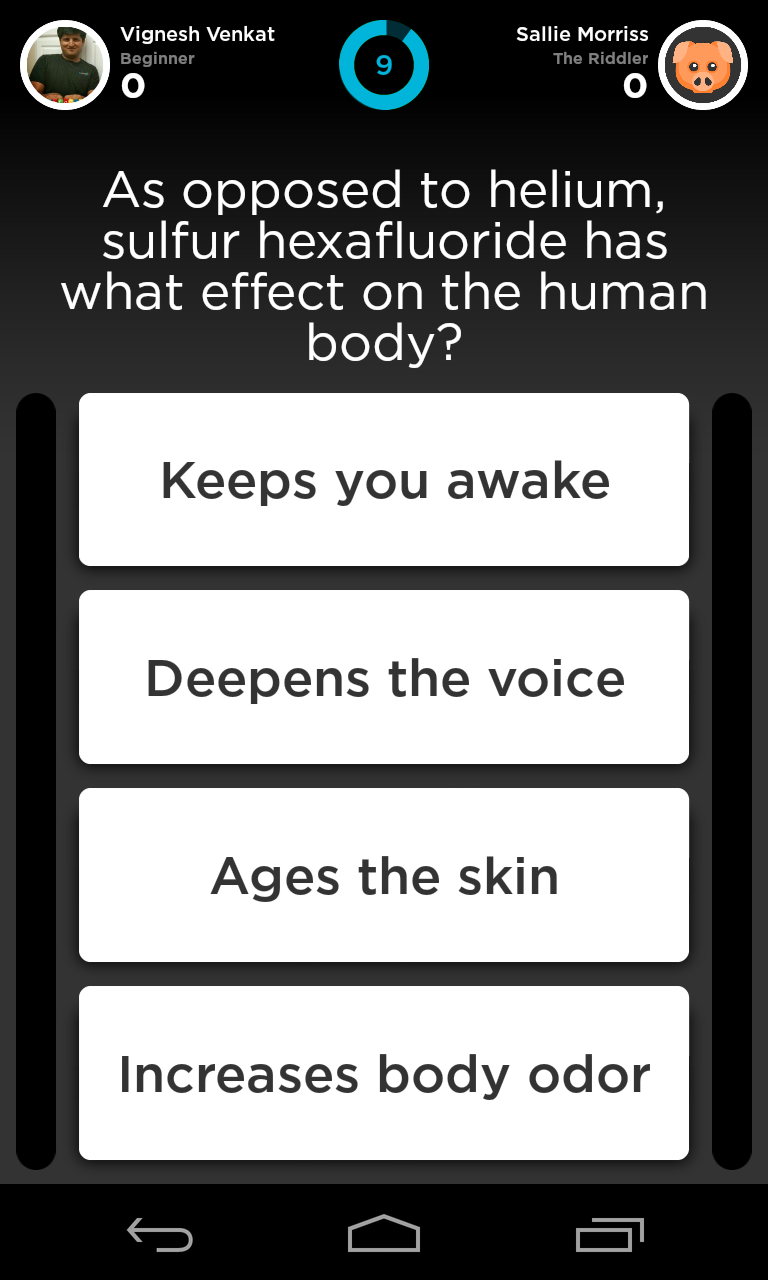 Vignesh Venkat
Beginner
0
9
Sallie Morriss
The Riddler
0
As opposed to helium,
sulfur hexafluoride has
what effect on the human
body?
Keeps you awake
Deepens the voice
Ages the skin
Increases body odor